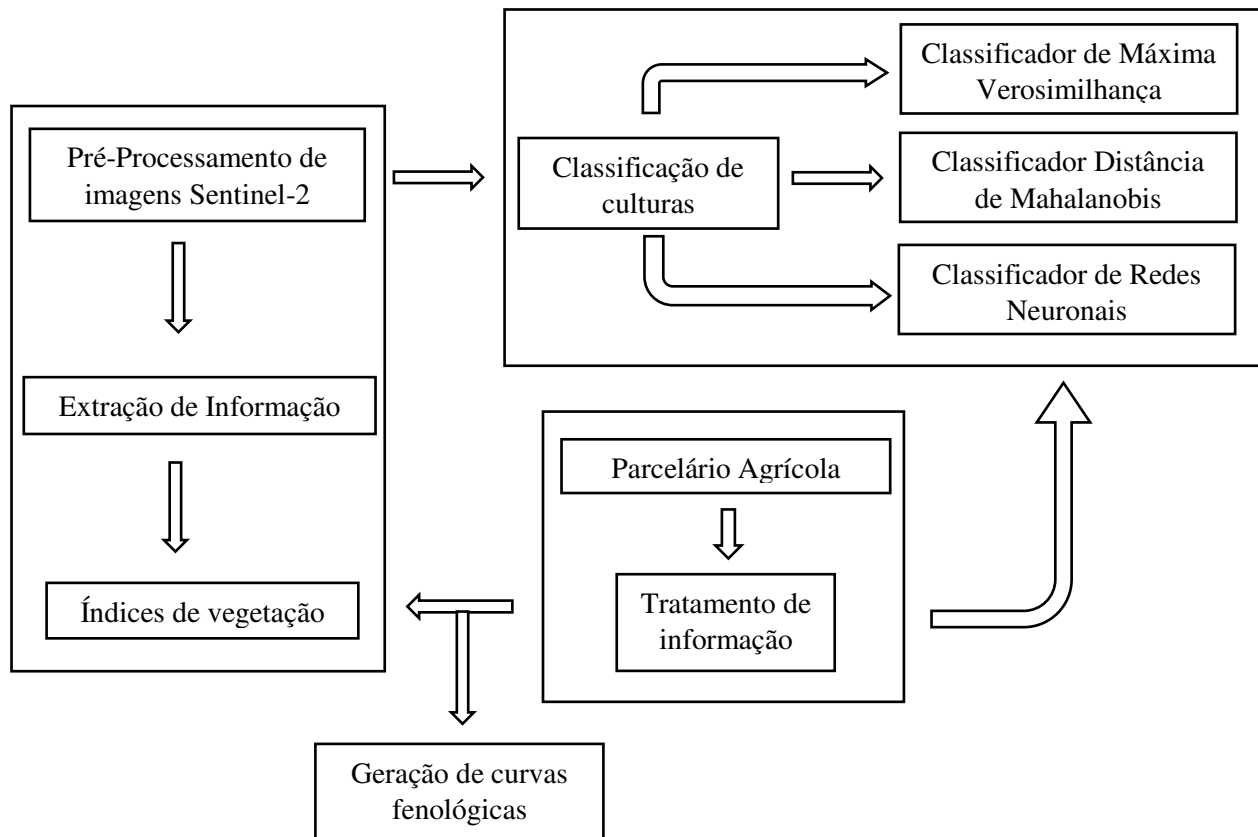 Pré-Processamento de
imagens Sentinel-2
Extração de Informação
Índices de vegetação
Classificação de
culturas
Classificador de Máxima
Verosimilhança
Classificador Distância
de Mahalanobis
Classificador de Redes
Neuronais
Parcelário Agrícola
Tratamento de
informação
Geração de curvas
fenológicas